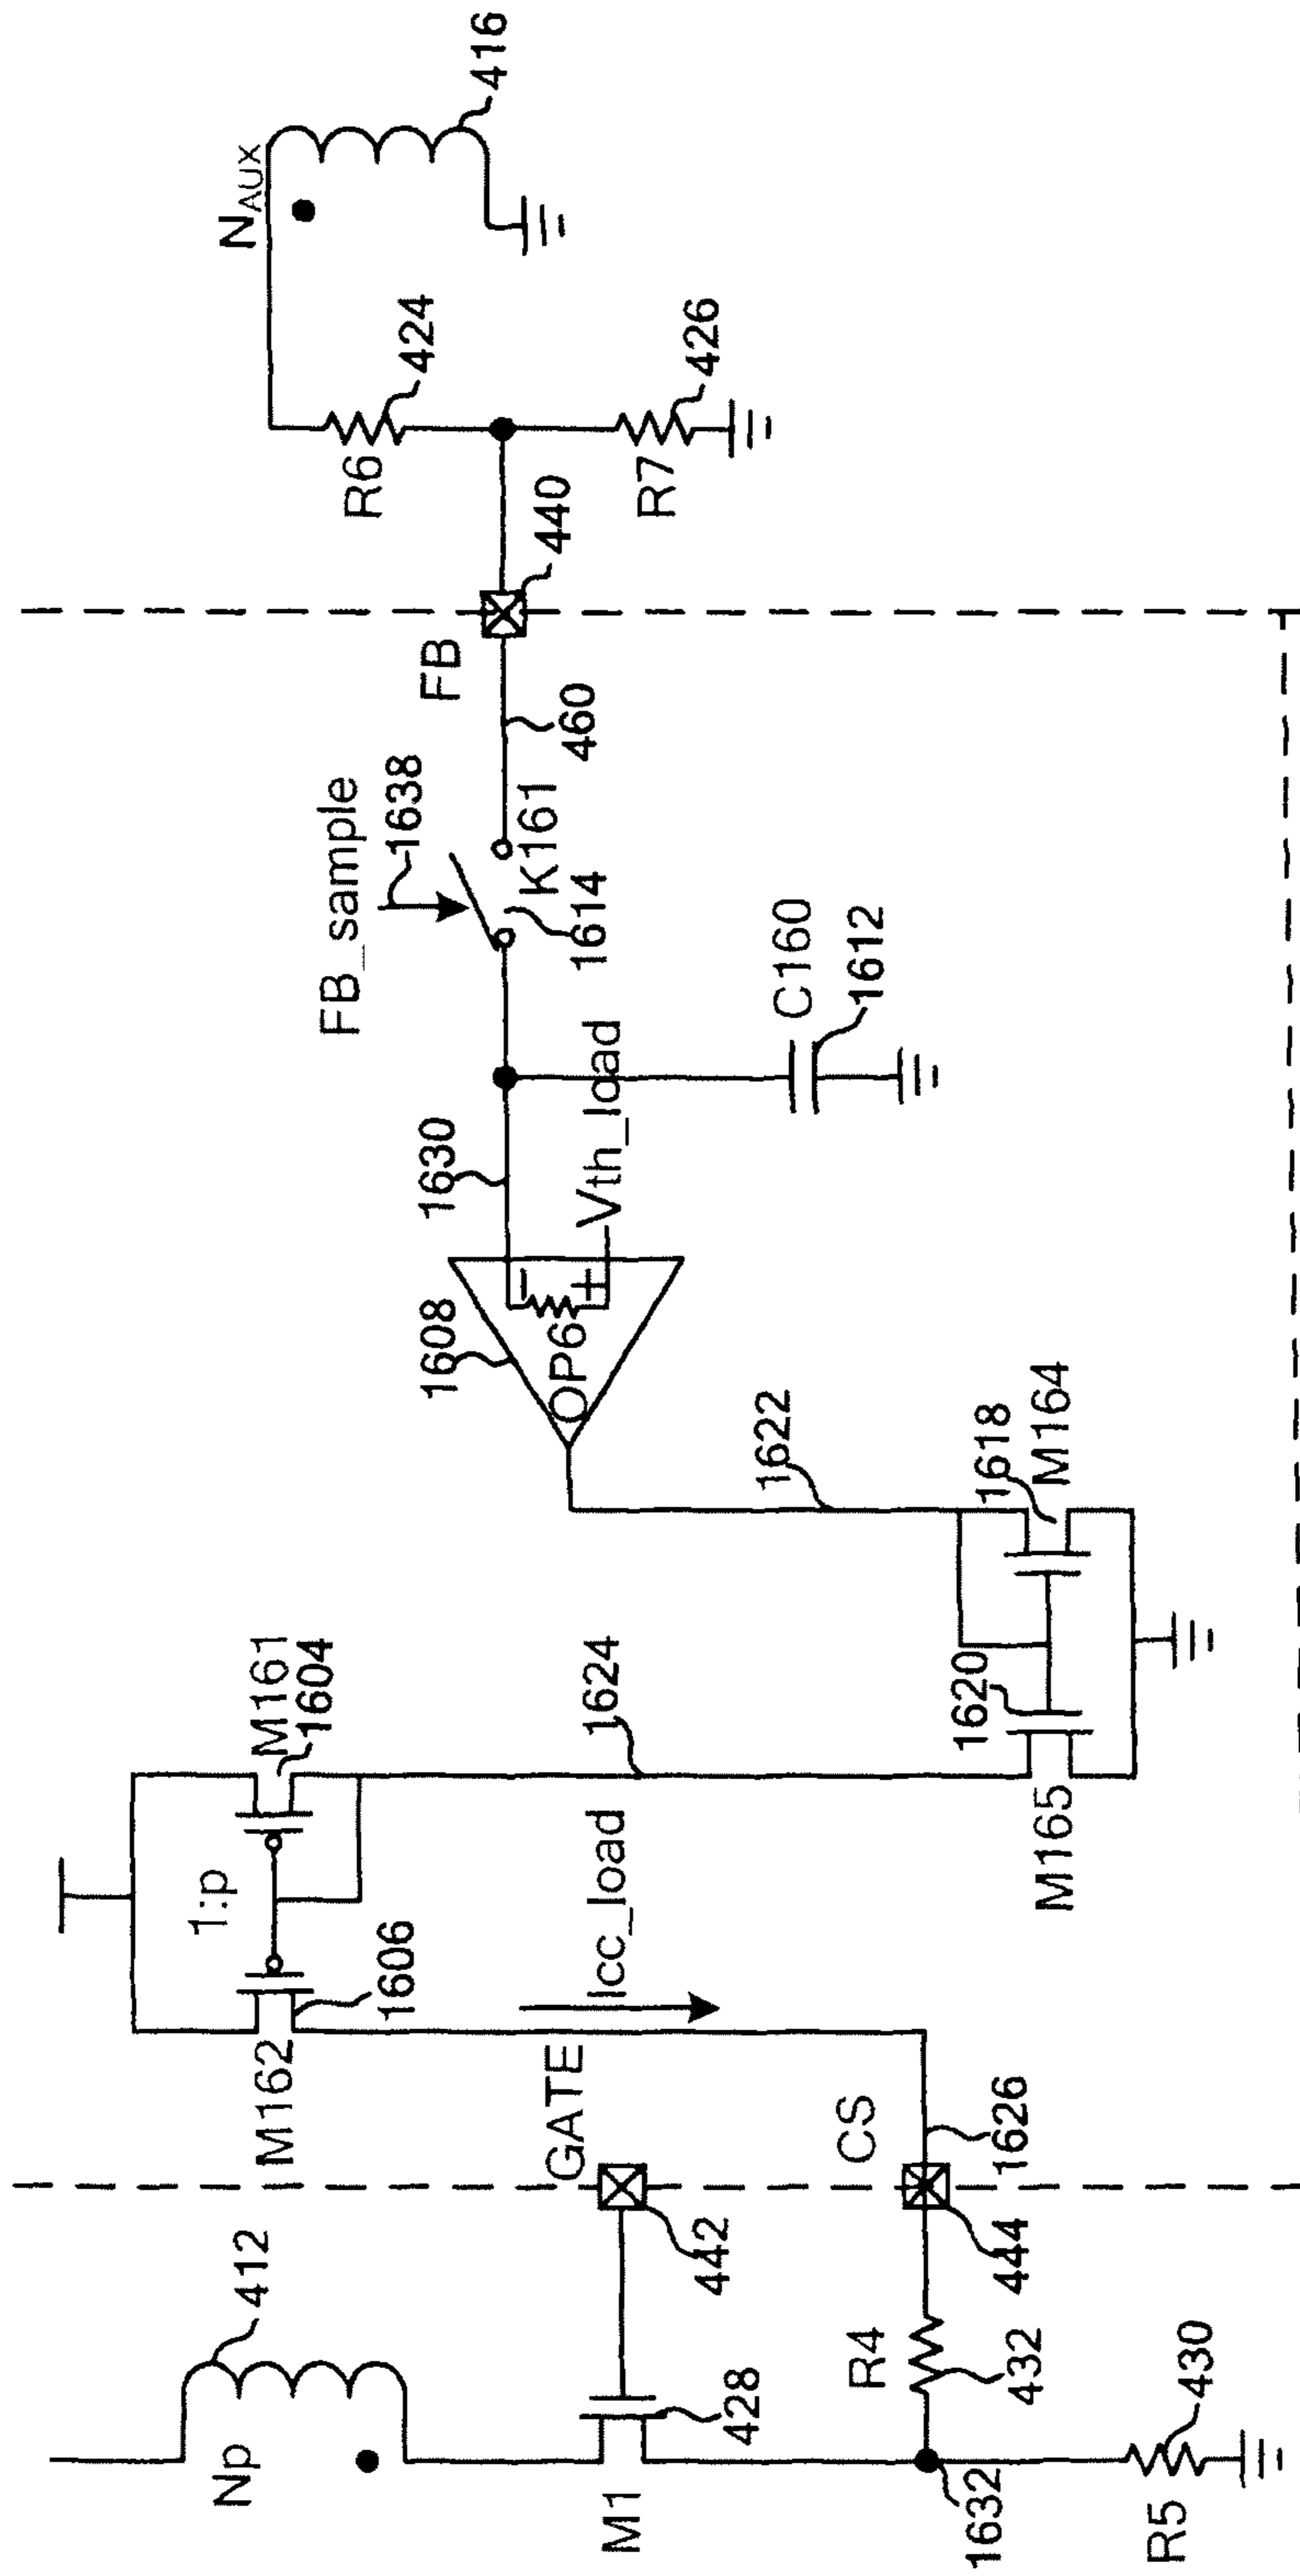 Np
412
M1
428
GATE
442
1632
R4
432
CS
444
1626
R5
430
M162
1606
1:p
M161
1604
Icc_load
1624
M165
1620
1618
M164
1622
1608
OP6
-
+
1630
Vth_load
C160
1612
FB_sample
1638
K161
1614
460
FB
440
R6
424
R7
426
NAUX
416